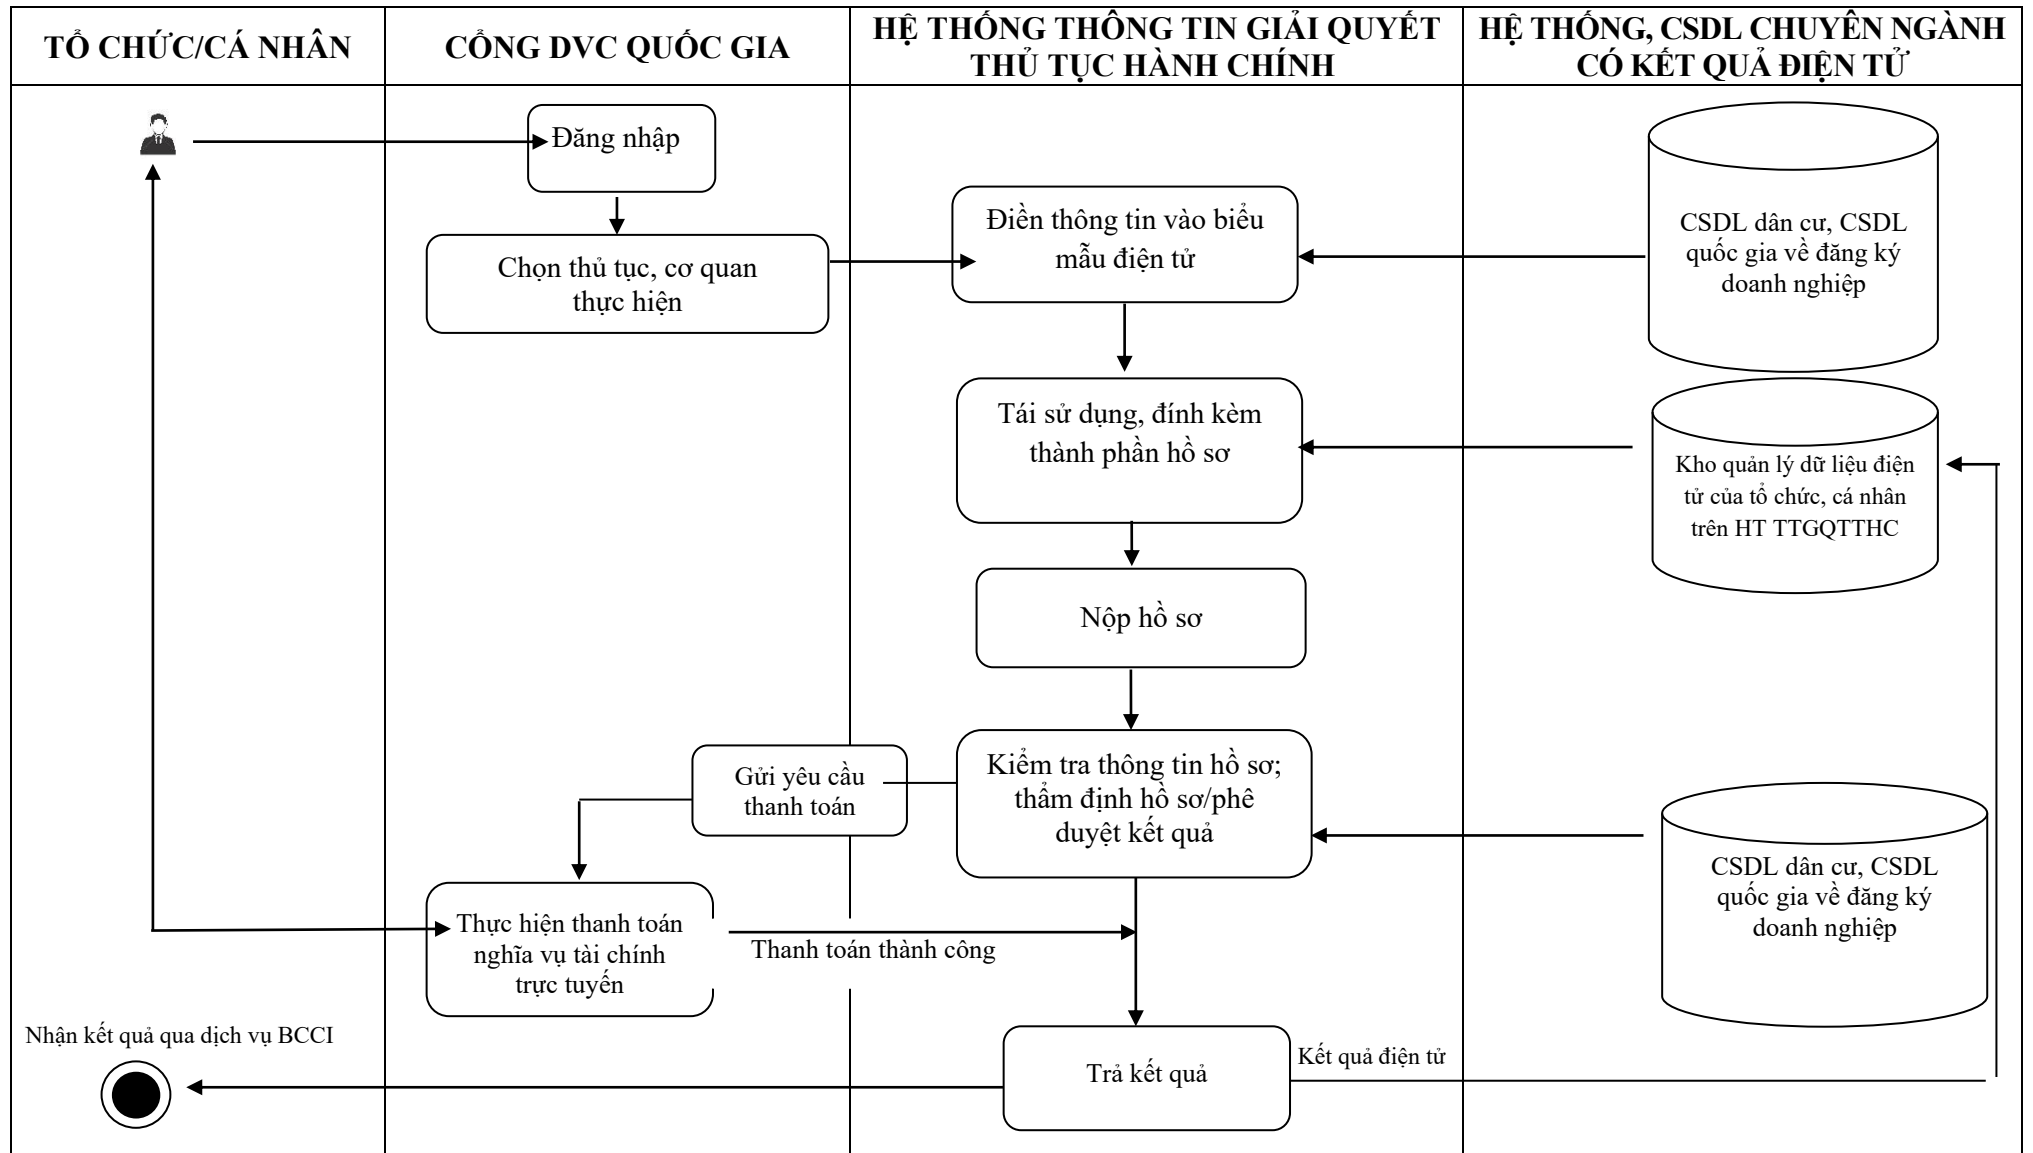 TỔ CHỨC/CÁ NHÂN
CỔNG DVC QUỐC GIA
HỆ THỐNG THÔNG TIN GIẢI QUYẾT
THỦ TỤC HÀNH CHÍNH
HỆ THỐNG, CSDL CHUYÊN NGÀNH
CÓ KẾT QUẢ ĐIỆN TỬ
Đăng nhập
Chọn thủ tục, cơ quan
thực hiện
Điền thông tin vào biểu
mẫu điện tử
CSDL dân cư, CSDL
quốc gia về đăng ký
doanh nghiệp
Tái sử dụng, đính kèm
thành phần hồ sơ
Kho quản lý dữ liệu điện
tử của tổ chức, cá nhân
trên HT TTGQTTHC
Nộp hồ sơ
Gửi yêu cầu
thanh toán
Kiểm tra thông tin hồ sơ;
thẩm định hồ sơ/phê
duyệt kết quả
CSDL dân cư, CSDL
quốc gia về đăng ký
doanh nghiệp
Thực hiện thanh toán
nghĩa vụ tài chính
trực tuyến
Thanh toán thành công
Nhận kết quả qua dịch vụ BCCI
Trả kết quả
Kết quả điện tử